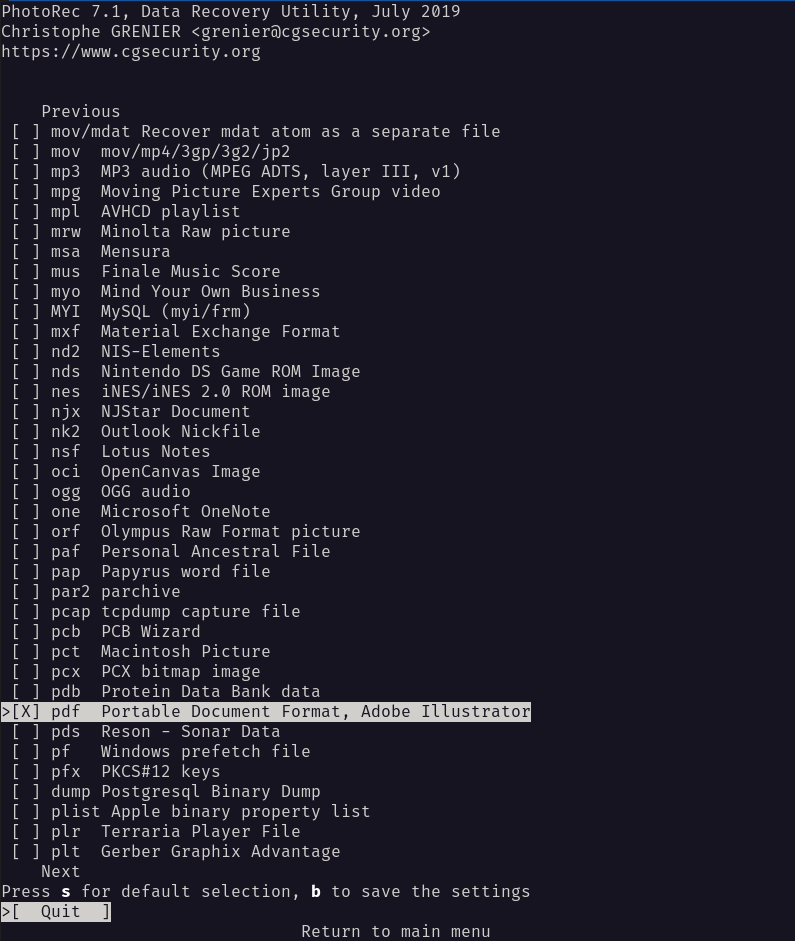 PhotoRec 7.1, Data Recovery Utility, July 2019
Christophe GRENIER <grenier@cgsecurity.org>
https://www.cgsecurity.org
Previous
[ ] mov/mdat Recover mdat atom as a separate file
[ ] mov  mov/mp4/3gp/3g2/jp2
[ ] mp3  MP3 audio (MPEG ADTS, layer III, v1)
[ ] mpg  Moving Picture Experts Group video
[ ] mpl  AVHCD playlist
[ ] mrw  Minolta Raw picture
[ ] msa  Mensura
[ ] mus  Finale Music Score
[ ] myo  Mind Your Own Business
[ ] MYI  MySQL (myi/frm)
[ ] mxf  Material Exchange Format
[ ] nd2  NIS-Elements
[ ] nds  Nintendo DS Game ROM Image
[ ] nes  iNES/iNES 2.0 ROM image
[ ] njx  NJStar Document
[ ] nk2  Outlook Nickfile
[ ] nsf  Lotus Notes
[ ] oci  OpenCanvas Image
[ ] ogg  OGG audio
[ ] one  Microsoft OneNote
[ ] orf  Olympus Raw Format picture
[ ] paf  Personal Ancestral File
[ ] pap  Papyrus word file
[ ] par2 parchive
[ ] pcap tcpdump capture file
[ ] pcb  PCB Wizard
[ ] pct  Macintosh Picture
[ ] pcx  PCX bitmap image
[ ] pdb  Protein Data Bank data
>[X] pdf  Portable Document Format, Adobe Illustrator
[ ] pds  Reson - Sonar Data
[ ] pf   Windows prefetch file
[ ] pfx  PKCS#12 keys
[ ] dump Postgresql Binary Dump
[ ] plist Apple binary property list
[ ] plr  Terraria Player File
[ ] plt  Gerber Graphix Advantage
Next
Press s for default selection, b to save the settings
>[  Quit  ]
Return to main menu